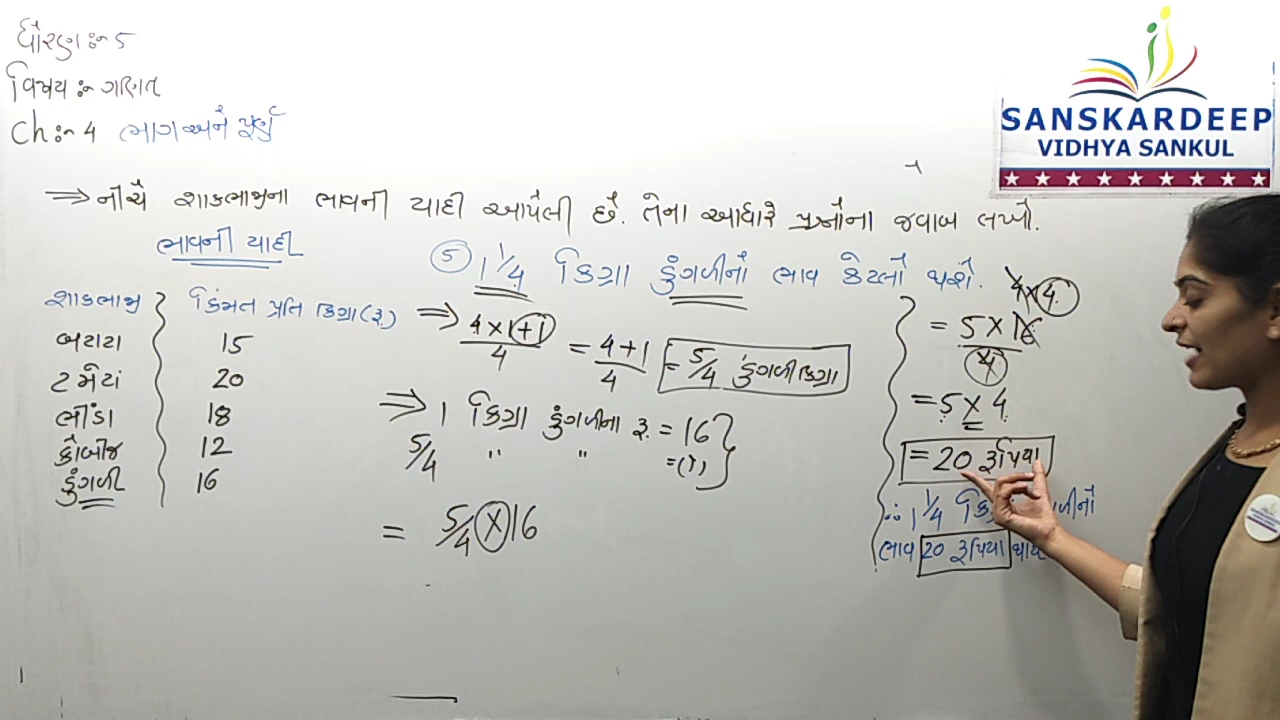 ધોરણ :- 5
વિષય :- ગણિત
Ch :- 4 ભાગ અને પૂર્ણ
SANSKARDEEP
VIDHYA SANKUL
⇒ નીચે શાકભાજીના ભાવની યાદી આપેલી છે. તેના આધારે પ્રશ્નોના જવાબ લખો.
ભાવની યાદી
શાકભાજી કિંમત પ્રતિ કિગ્રા (રૂ.)
બટાટા 15
ટમેટાં 20
ભીંડા 18
કોબીજ 12
ડુંગળી 16
(5) 1 1/4 કિગ્રા ડુંગળીનો ભાવ કેટલો થશે.
⇒ 4 × 1 + 1 / 4 = 4 + 1 / 4 = 5/4 ડુંગળી કિગ્રા
⇒ 1 કિગ્રા ડુંગળીના રૂ. = 16
5/4 " " = (?)
= 5/4 × 16
4 × 4
= 5 × 16 / 4
= 5 × 4
= 20 રૂપિયા
∴ 1 1/4
ભાવ 20 રૂપિયા